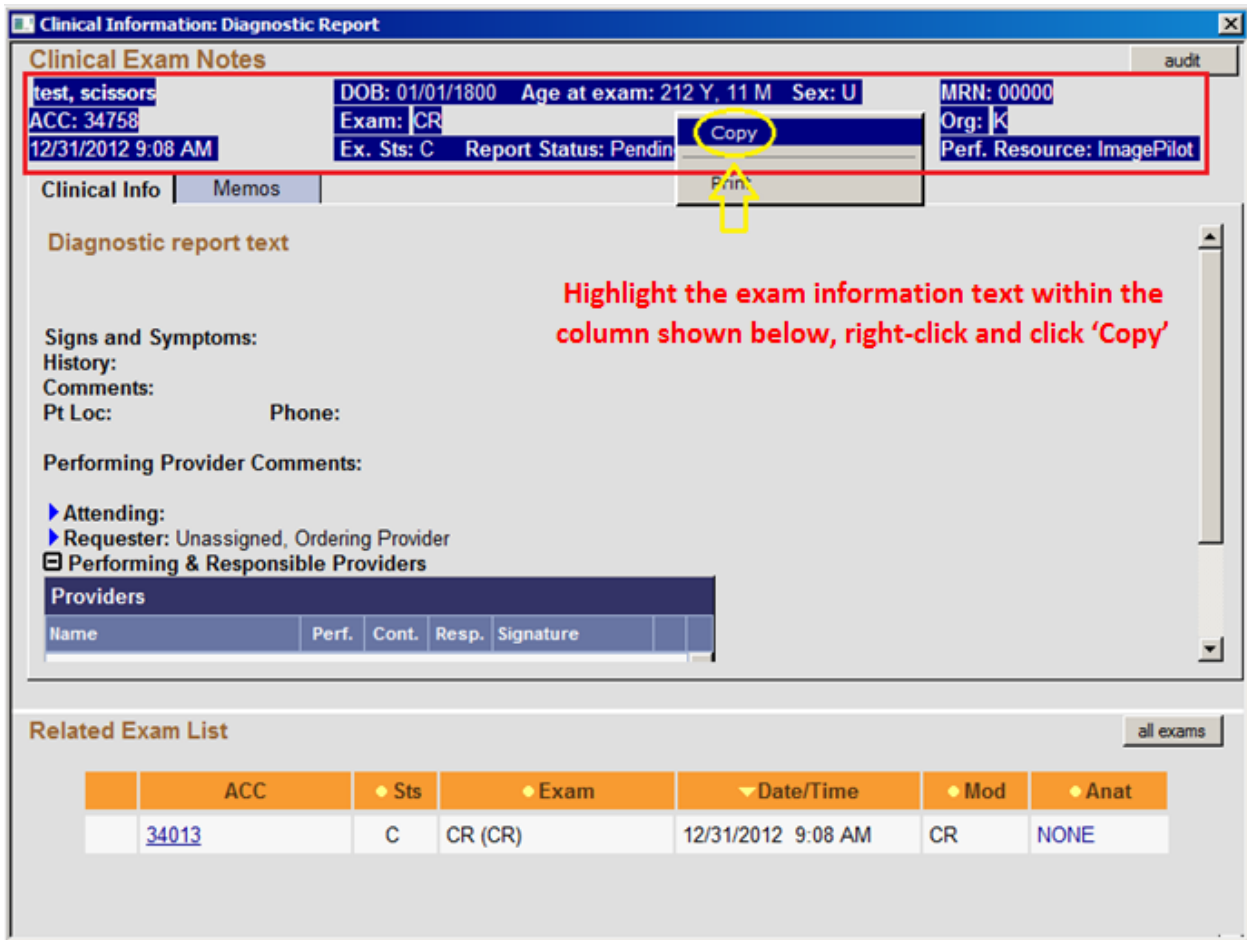 Clinical Information: Diagnostic Report
Clinical Exam Notes
audit
test, scissors DOB: 01/01/1800 Age at exam: 212 Y, 11 M Sex: U MRN: 00000
ACC: 34758 Exam: CR Org: K
12/31/2012 9:08 AM Ex. Sts: C Report Status: Perf. Resource: ImagePilot
Copy
Print
Clinical Info Memos
Diagnostic report text
Highlight the exam information text within the
column shown below, right-click and click ‘Copy’
Signs and Symptoms:
History:
Comments:
Pt Loc: Phone:
Performing Provider Comments:
Attending:
Requester: Unassigned, Ordering Provider
Performing & Responsible Providers
Providers
Name Perf. Cont. Resp. Signature
Related Exam List
all exams
ACC Sts Exam Date/Time Mod Anat
34013 C CR (CR) 12/31/2012 9:08 AM CR NONE